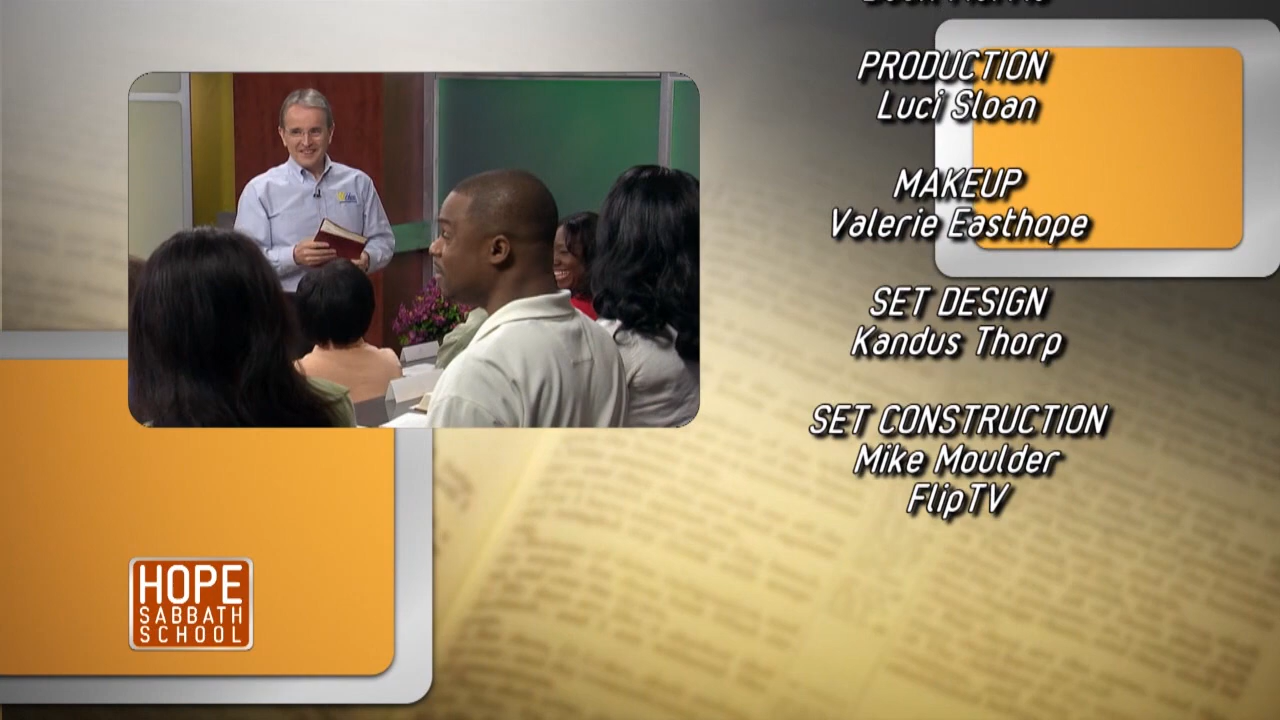 PRODUCTION
Luci Sloan
MAKEUP
Valerie Easthope
SET DESIGN
Kandus Thorp
SET CONSTRUCTION
Mike Moulder
FlipTV
HOPE
SABBATH
SCHOOL